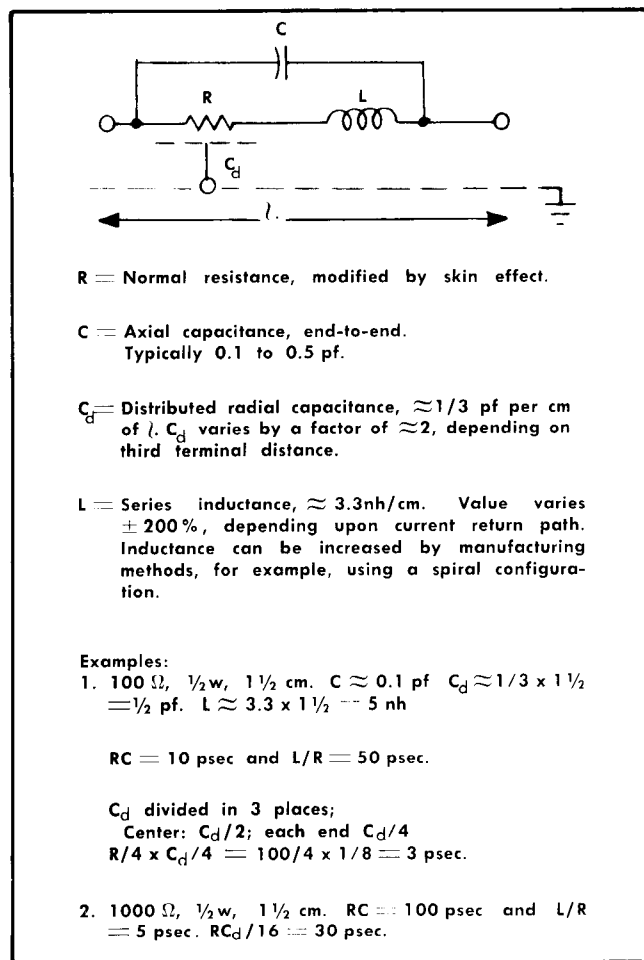 C
R
L
C_d
l.
R = Normal resistance, modified by skin effect.
C = Axial capacitance, end-to-end.
Typically 0.1 to 0.5 pf.
C_d = Distributed radial capacitance, ≈1/3 pf per cm
of l. C_d varies by a factor of ≈2, depending on
third terminal distance.
L = Series inductance, ≈ 3.3nh/cm. Value varies
± 200%, depending upon current return path.
Inductance can be increased by manufacturing
methods, for example, using a spiral configura-
tion.
Examples:
1. 100 Ω, ½w, 1½ cm. C ≈ 0.1 pf C_d ≈1/3 x 1½
=½ pf. L ≈ 3.3 x 1½ = 5 nh
RC = 10 psec and L/R = 50 psec.
C_d divided in 3 places;
Center: C_d/2; each end C_d/4
R/4 x C_d/4 = 100/4 x 1/8 = 3 psec.
2. 1000 Ω, ½w, 1½ cm. RC = 100 psec and L/R
= 5 psec. RC_d/16 = 30 psec.